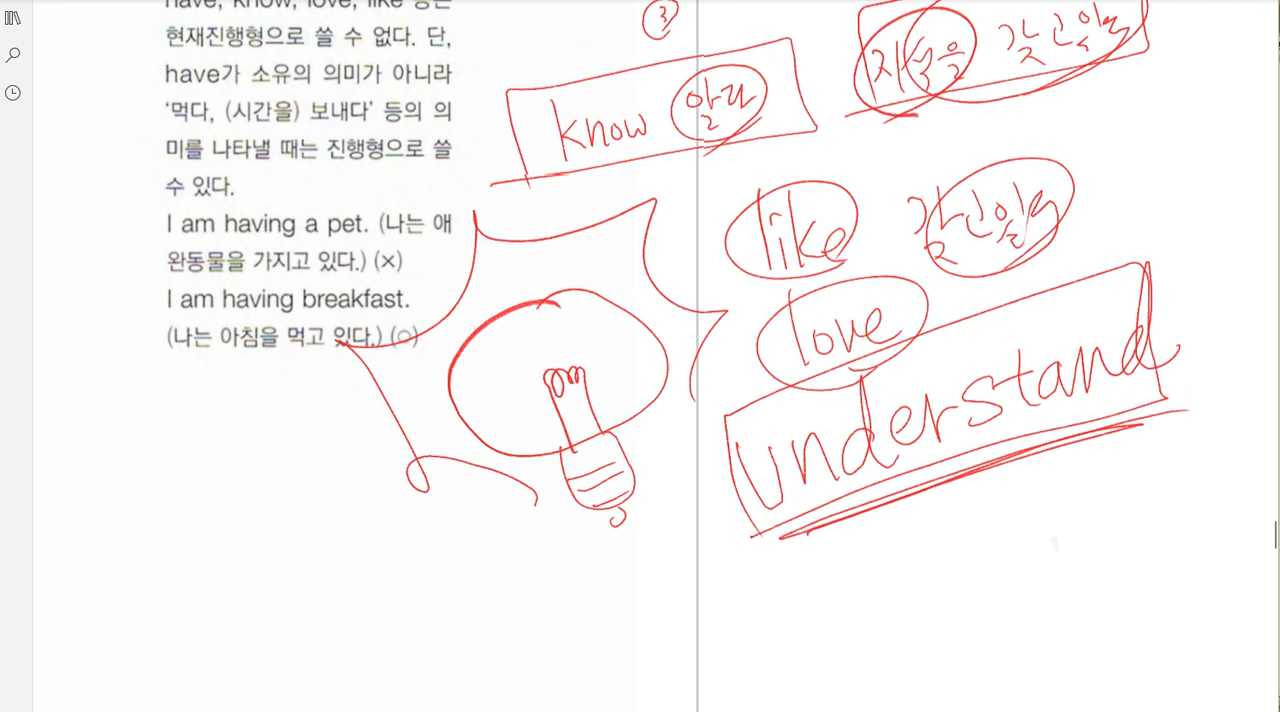 have, know, love, like 등은
현재진행형으로 쓸 수 없다. 단,
have가 소유의 의미가 아니라
‘먹다, (시간을) 보내다’ 등의 의
미를 나타낼 때는 진행형으로 쓸
수 있다.
I am having a pet. (나는 애
완동물을 가지고 있다.) (×)
I am having breakfast.
(나는 아침을 먹고 있다.) (○)
3
know 알다
지식을 갖고있음
like 갖고있음
love
understand